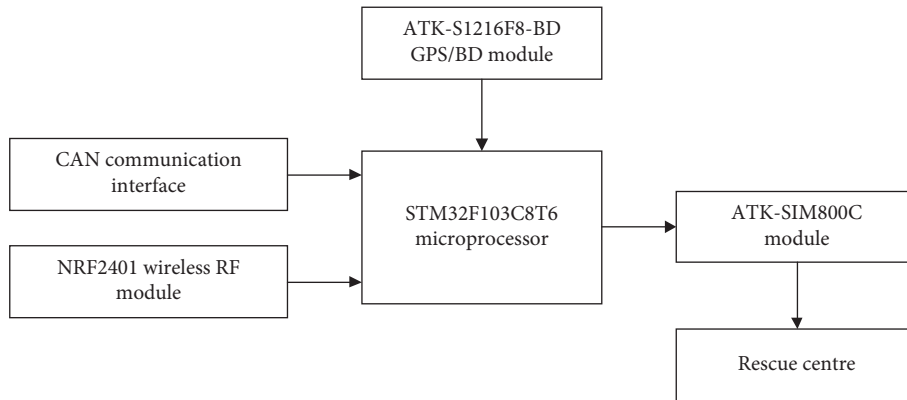 ATK-S1216F8-BD
GPS/BD module
CAN communication
interface
STM32F103C8T6
microprocessor
NRF2401 wireless RF
module
ATK-SIM800C
module
Rescue centre